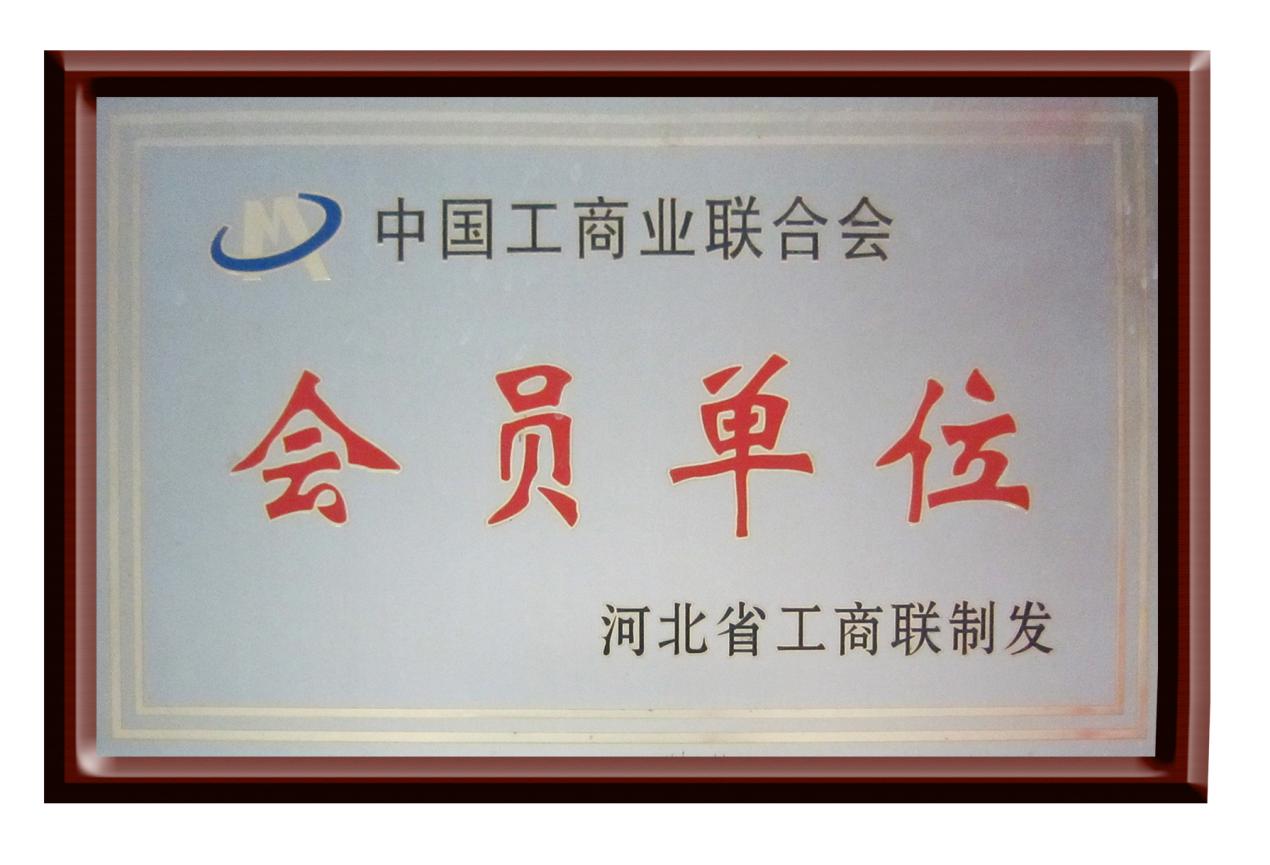 中国工商业联合会
会员单位
河北省工商联制发